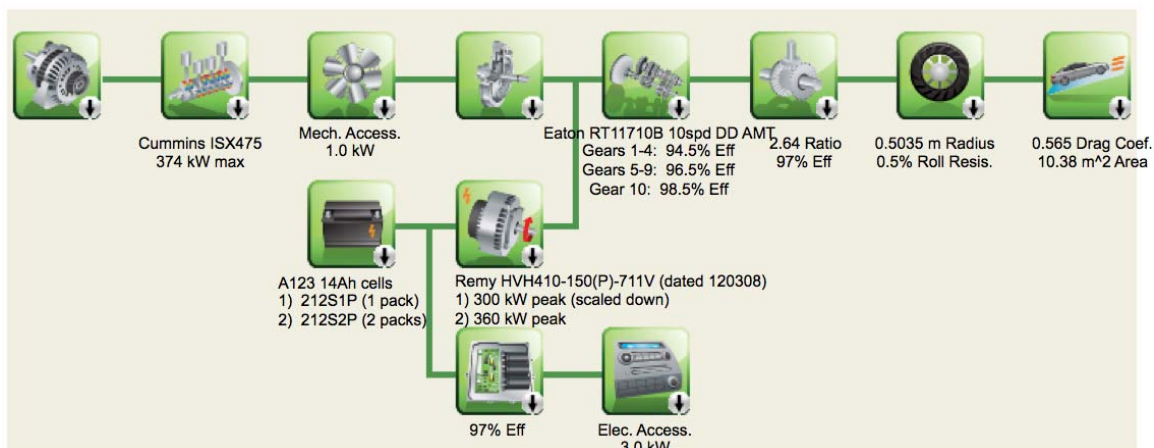 Cummins ISX475
374 kW max
Mech. Access.
1.0 kW
Eaton RT11710B 10spd DD AMT
Gears 1-4: 94.5% Eff
Gears 5-9: 96.5% Eff
Gear 10: 98.5% Eff
2.64 Ratio
97% Eff
0.5035 m Radius
0.5% Roll Resis.
0.565 Drag Coef.
10.38 m^2 Area
A123 14Ah cells
1) 212S1P (1 pack)
2) 212S2P (2 packs)
Remy HVH410-150(P)-711V (dated 120308)
1) 300 kW peak (scaled down)
2) 360 kW peak
97% Eff
Elec. Access.
3.0 kW